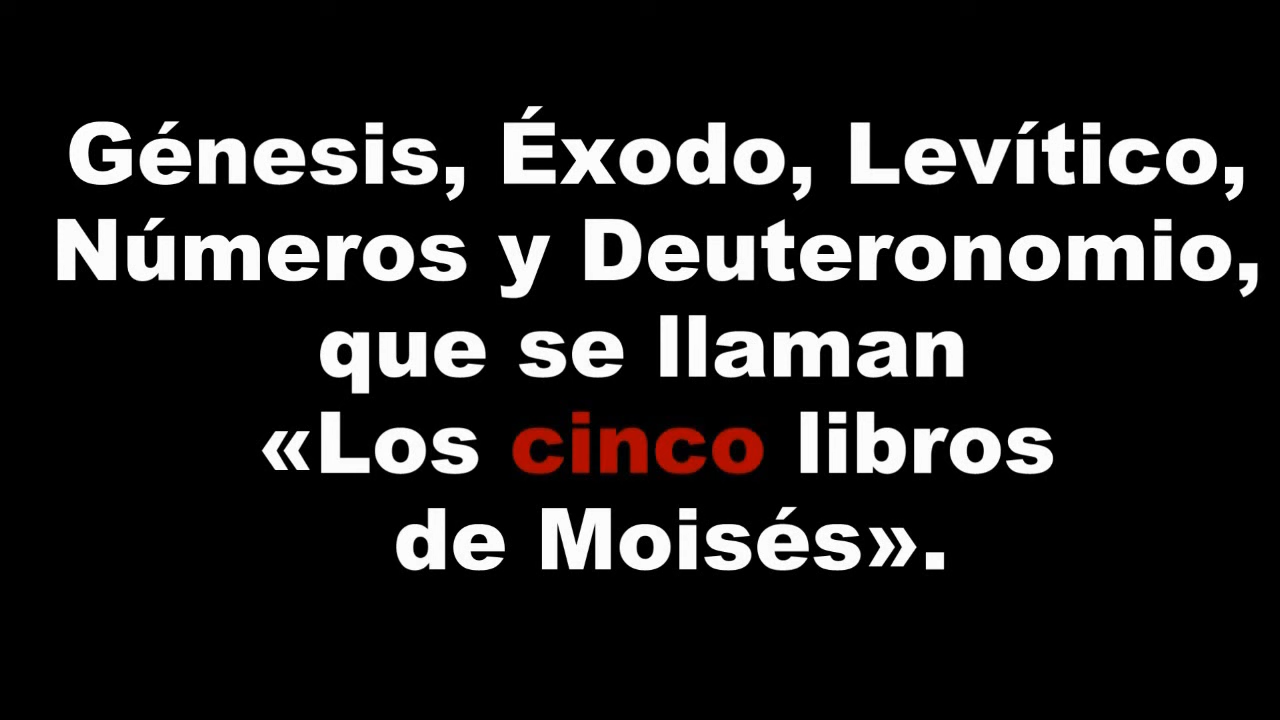 Génesis, Éxodo, Levítico,
Números y Deuteronomio,
que se llaman
«Los cinco libros
de Moisés».